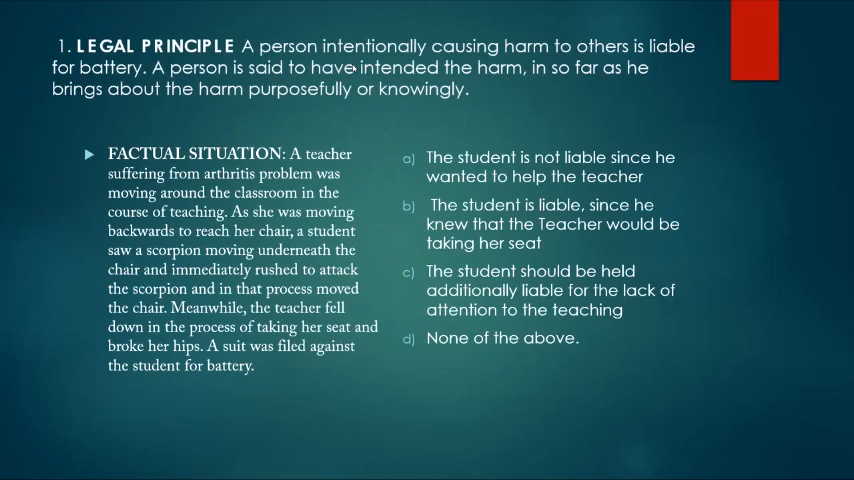 1. LEGAL PRINCIPLE A person intentionally causing harm to others is liable
for battery. A person is said to have intended the harm, in so far as he
brings about the harm purposefully or knowingly.
FACTUAL SITUATION: A teacher
suffering from arthritis problem was
moving around the classroom in the
course of teaching. As she was moving
backwards to reach her chair, a student
saw a scorpion moving underneath the
chair and immediately rushed to attack
the scorpion and in that process moved
the chair. Meanwhile, the teacher fell
down in the process of taking her seat and
broke her hips. A suit was filed against
the student for battery.
a) The student is not liable since he
wanted to help the teacher
b) The student is liable, since he
knew that the Teacher would be
taking her seat
c) The student should be held
additionally liable for the lack of
attention to the teaching
d) None of the above.